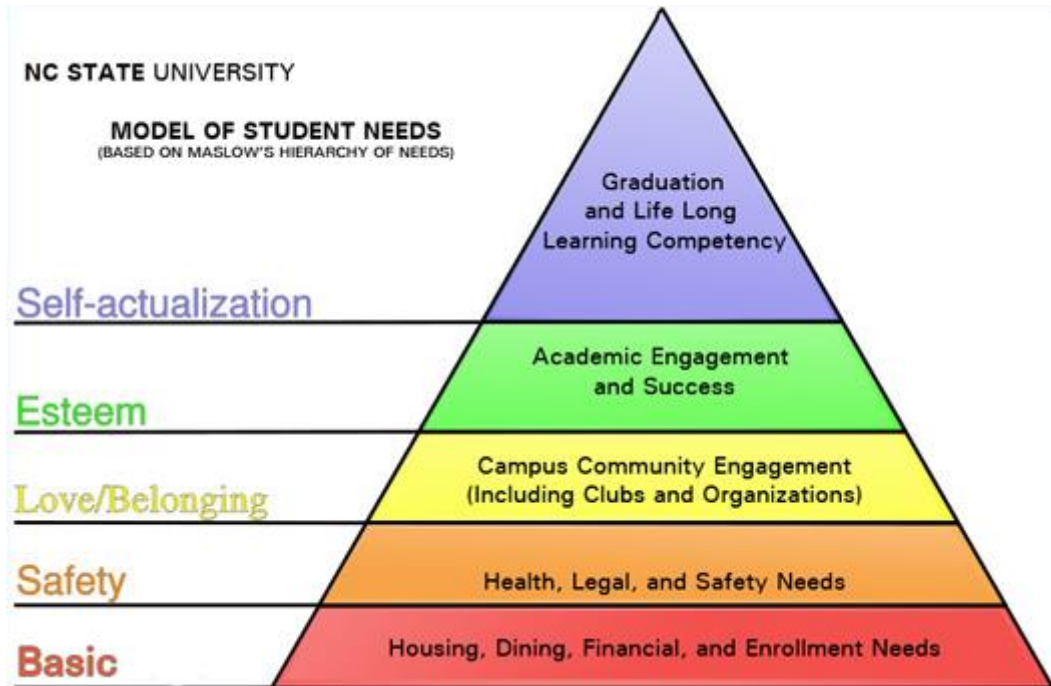 NC STATE UNIVERSITY
MODEL OF STUDENT NEEDS
(BASED ON MASLOW'S HIERARCHY OF NEEDS)
Graduation
and Life Long
Learning Competency
Self-actualization
Academic Engagement
and Success
Esteem
Campus Community Engagement
(Including Clubs and Organizations)
Love/Belonging
Health, Legal, and Safety Needs
Safety
Housing, Dining, Financial, and Enrollment Needs
Basic